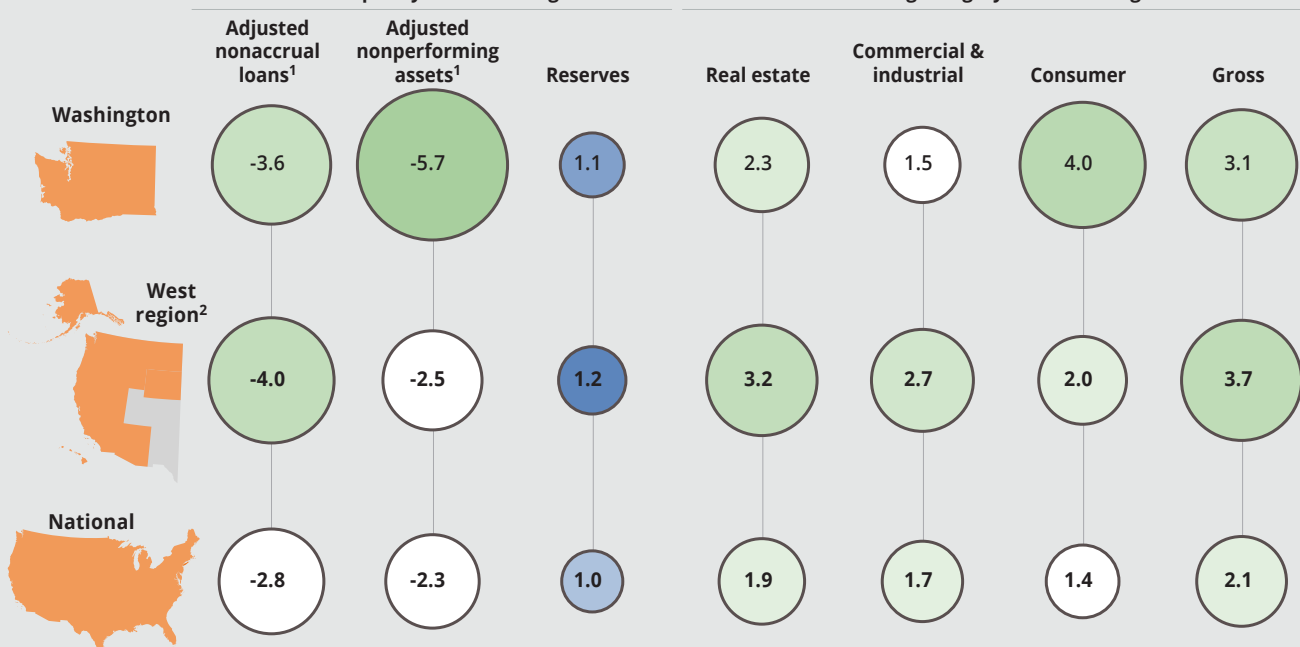 Adjusted
nonaccrual
loans1
Adjusted
nonperforming
assets1
Reserves
Real estate
Commercial &
industrial
Consumer
Gross
Washington
-3.6
-5.7
1.1
2.3
1.5
4.0
3.1
West
region2
-4.0
-2.5
1.2
3.2
2.7
2.0
3.7
National
-2.8
-2.3
1.0
1.9
1.7
1.4
2.1